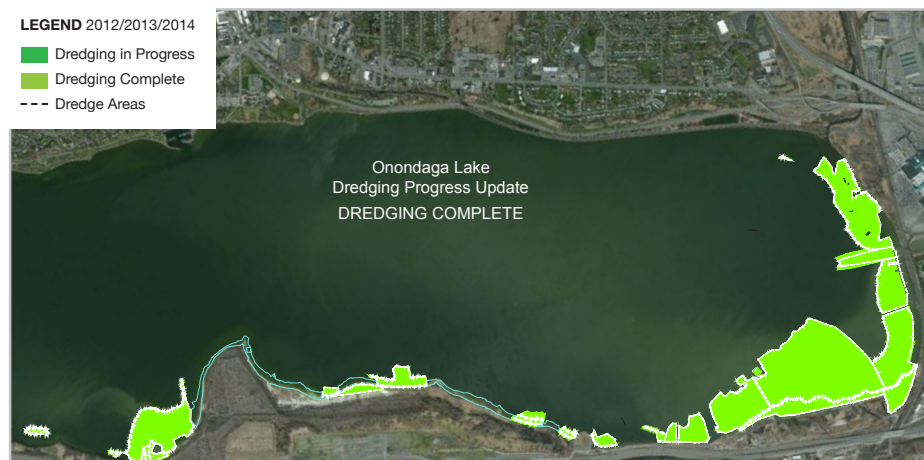 LEGEND 2012/2013/2014
Dredging in Progress
Dredging Complete
Dredge Areas
Onondaga Lake
Dredging Progress Update
DREDGING COMPLETE